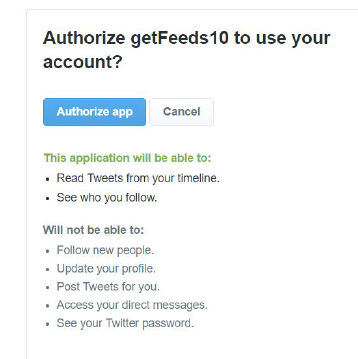 Authorize getFeeds10 to use your
account?
Authorize app
Cancel
This application will be able to:
• Read Tweets from your timeline.
• See who you follow.
Will not be able to:
• Follow new people.
• Update your profile.
• Post Tweets for you.
• Access your direct messages.
• See your Twitter password.